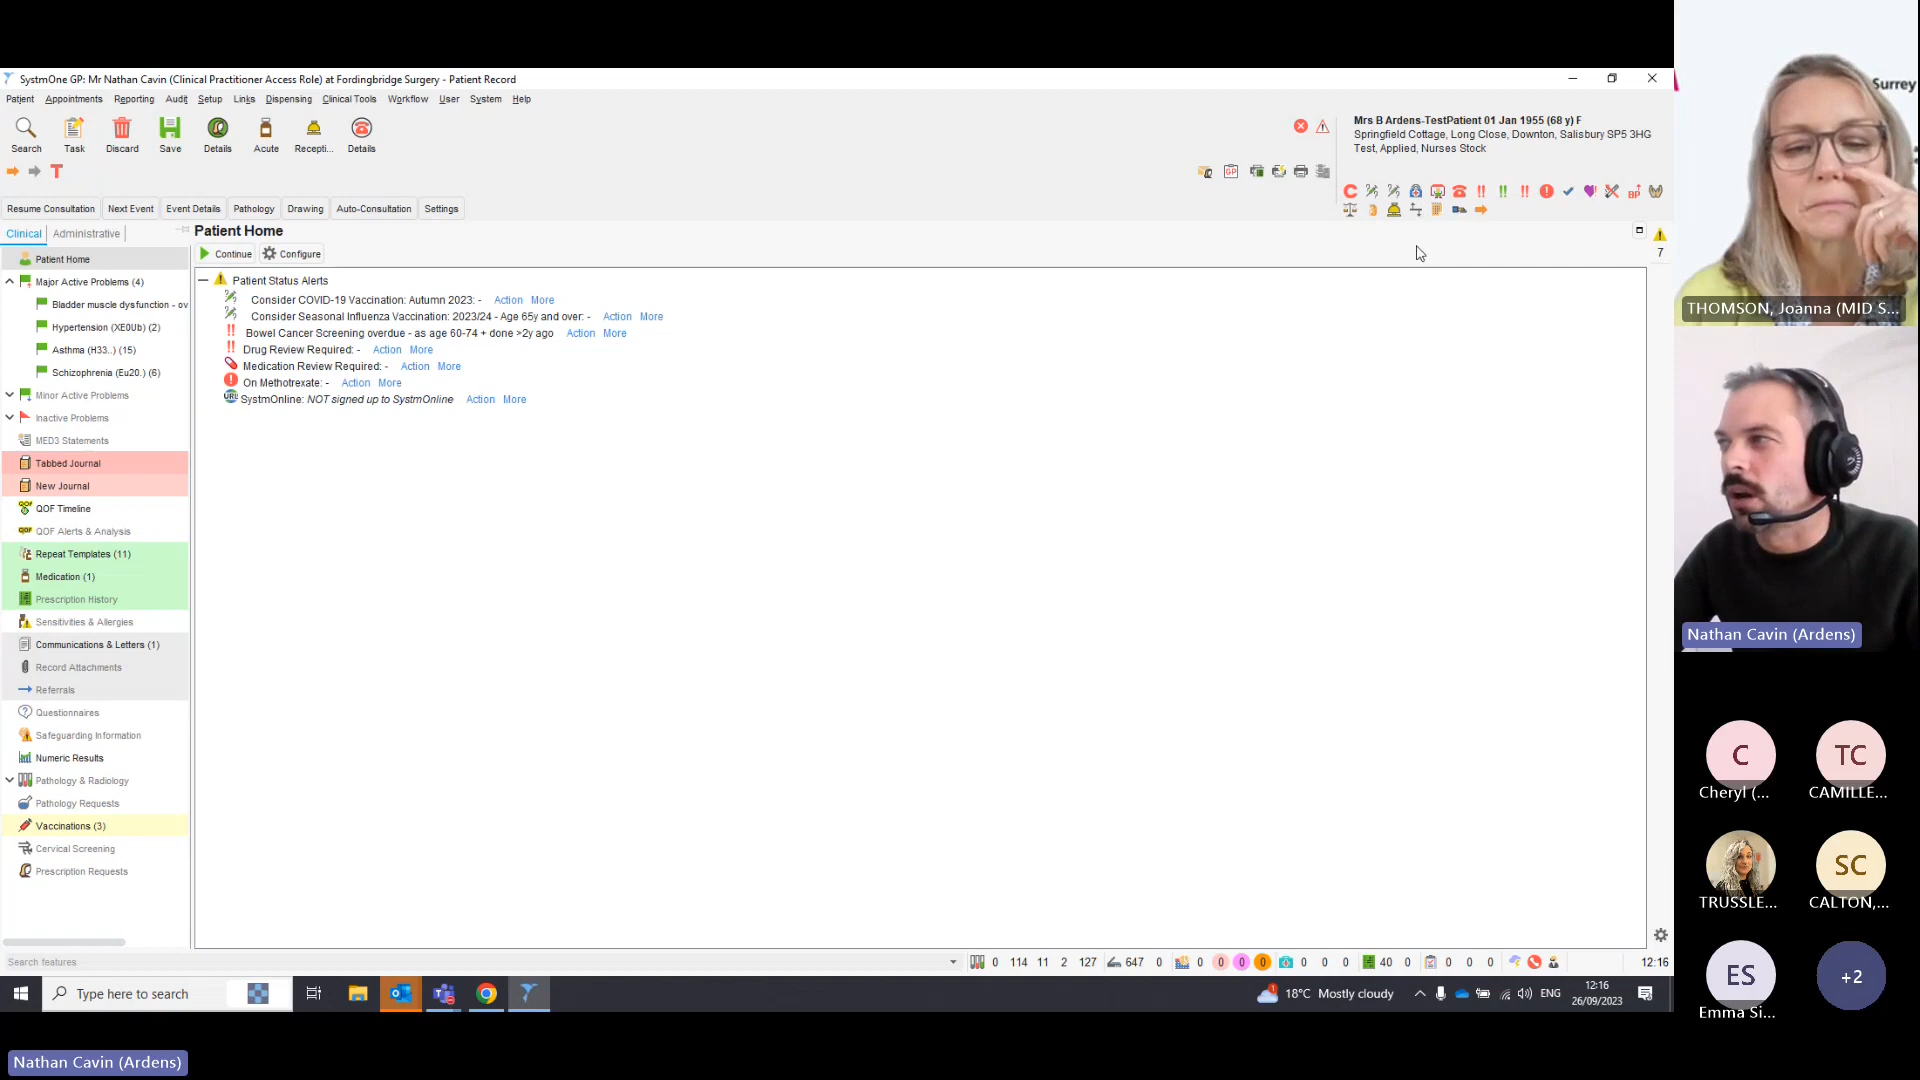 SystmOne GP: Mr Nathan Cavin (Clinical Practitioner Access Role) at Fordingbridge Surgery - Patient Record
Patient Appointments Reporting Audit Setup Links Dispensing Clinical Tools Workflow User System Help
Search Task Discard Save Details Acute Recepti... Details
Mrs B Ardens-TestPatient 01 Jan 1955 (68 y) F
Springfield Cottage, Long Close, Downton, Salisbury SP5 3HG
Test, Applied, Nurses Stock
Resume Consultation Next Event Event Details Pathology Drawing Auto-Consultation Settings
Clinical Administrative
Patient Home
Continue Configure
7
Patient Home
Major Active Problems (4)
Bladder muscle dysfunction - ov
Hypertension (XE0Ub) (2)
Asthma (H33..) (15)
Schizophrenia (Eu20.) (6)
Minor Active Problems
Inactive Problems
MED3 Statements
Tabbed Journal
New Journal
QOF Timeline
QOF Alerts & Analysis
Repeat Templates (11)
Medication (1)
Prescription History
Sensitivities & Allergies
Communications & Letters (1)
Record Attachments
Referrals
Questionnaires
Safeguarding Information
Numeric Results
Pathology & Radiology
Pathology Requests
Vaccinations (3)
Cervical Screening
Prescription Requests
Patient Status Alerts
Consider COVID-19 Vaccination: Autumn 2023: - Action More
Consider Seasonal Influenza Vaccination: 2023/24 - Age 65y and over: - Action More
Bowel Cancer Screening overdue - as age 60-74 + done >2y ago Action More
Drug Review Required: - Action More
Medication Review Required: - Action More
On Methotrexate: - Action More
SystmOnline: NOT signed up to SystmOnline Action More
Search features
0 114 11 2 127 647 0 0 0 0 0 0 0 0 40 0 0 0 0 12:16
Type here to search
18°C Mostly cloudy
ENG
12:16
26/09/2023
Surrey
THOMSON, Joanna (MID S...
Nathan Cavin (Ardens)
C
Cheryl (...
TC
CAMILLE...
TRUSSLE...
SC
CALTON,...
ES
Emma Si...
+2
Nathan Cavin (Ardens)